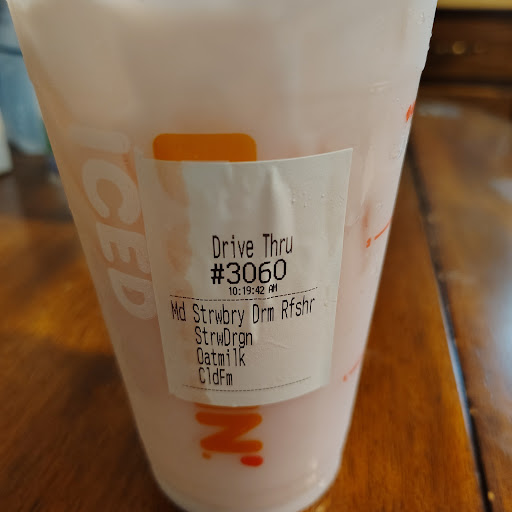 ICED
Drive Thru
#3060
10:19:42 AM
Md Strwbry Drm Rfshr
StrwDrgn
Oatmilk
CldFm
N'